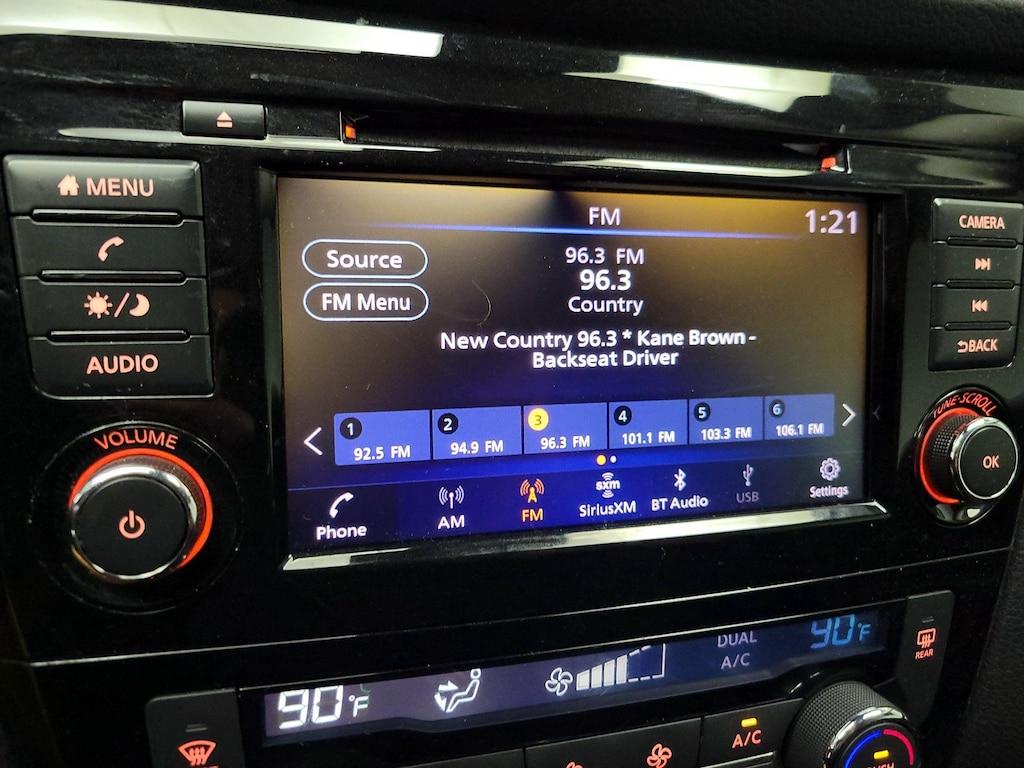 MENU
AUDIO
VOLUME
FM
1:21
Source
FM Menu
96.3 FM
96.3
Country
New Country 96.3 * Kane Brown -
Backseat Driver
1 2 3 4 5 6
92.5 FM 94.9 FM 96.3 FM 101.1 FM 103.3 FM 106.1 FM
Phone AM FM SiriusXM BT Audio USB Settings
sxm
CAMERA
BACK
TUNE·SCROLL
OK
90°F
DUAL
A/C
90°F
REAR
A/C